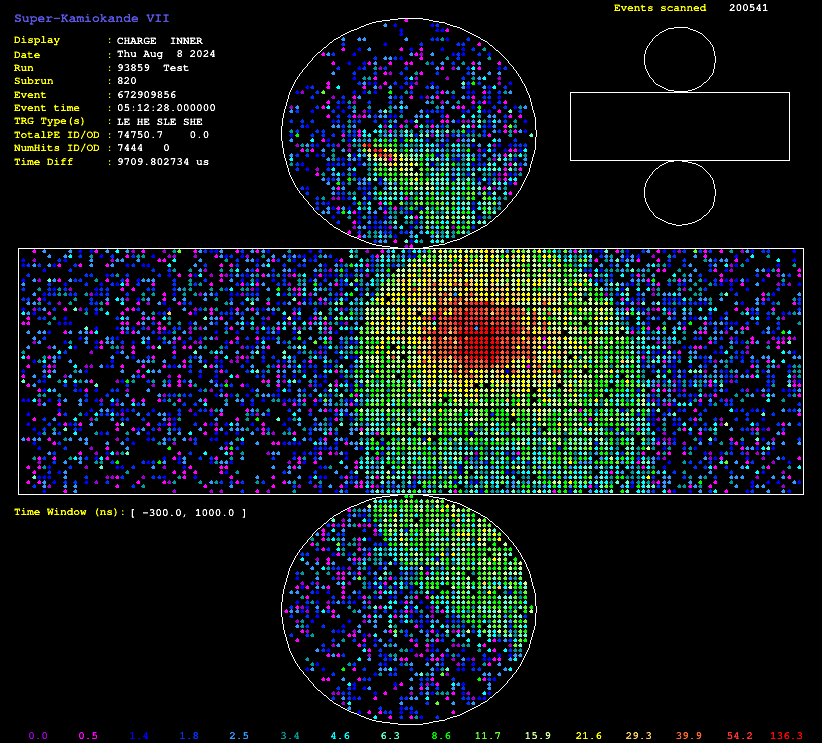 Super-Kamiokande VII
Events scanned 200541
Display : CHARGE INNER
Date : Thu Aug 8 2024
Run : 93859 Test
Subrun : 820
Event : 672909856
Event time : 05:12:28.000000
TRG Type(s) : LE HE SLE SHE
TotalPE ID/OD : 74750.7 0.0
NumHits ID/OD : 7444 0
Time Diff : 9709.802734 us
Time Window (ns): [ -300.0, 1000.0 ]
0.0 0.5 1.4 1.8 2.5 3.4 4.6 6.3 8.6 11.7 15.9 21.6 29.3 39.9 54.2 136.3